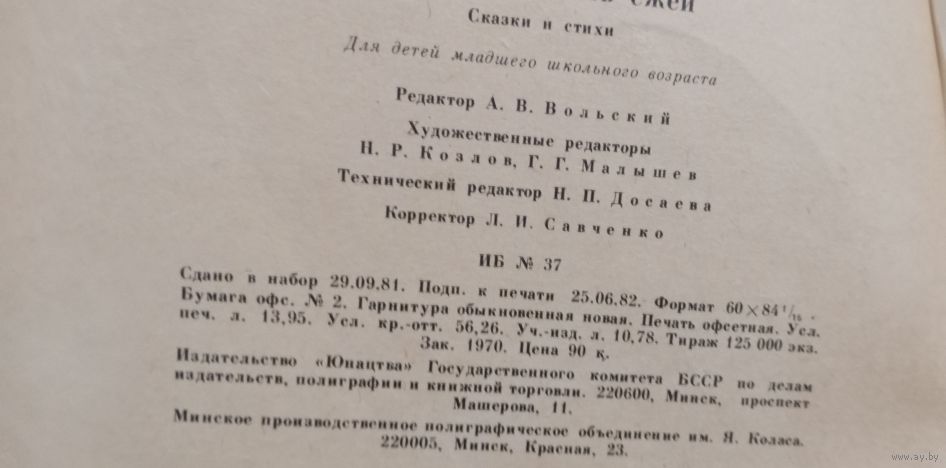 ежей
Сказки и стихи
Для детей младшего школьного возраста
Редактор А. В. Вольский
Художественные редакторы
Н. Р. Козлов, Г. Г. Малышев
Технический редактор Н. П. Досаева
Корректор Л. И. Савченко
ИБ № 37
Сдано в набор 29.09.81. Подп. к печати 25.06.82. Формат 60×84 1/16.
Бумага офс. № 2. Гарнитура обыкновенная новая. Печать офсетная. Усл.
печ. л. 13,95. Усл. кр.-отт. 56,26. Уч.-изд. л. 10,78. Тираж 125 000 экз.
Зак. 1970. Цена 90 к.
Издательство «Юнацтва» Государственного комитета БССР по делам
издательств, полиграфии и книжной торговли. 220600, Минск, проспект
Машерова, 11.
Минское производственное полиграфическое объединение им. Я. Коласа.
220005, Минск, Красная, 23.
www.ay.by